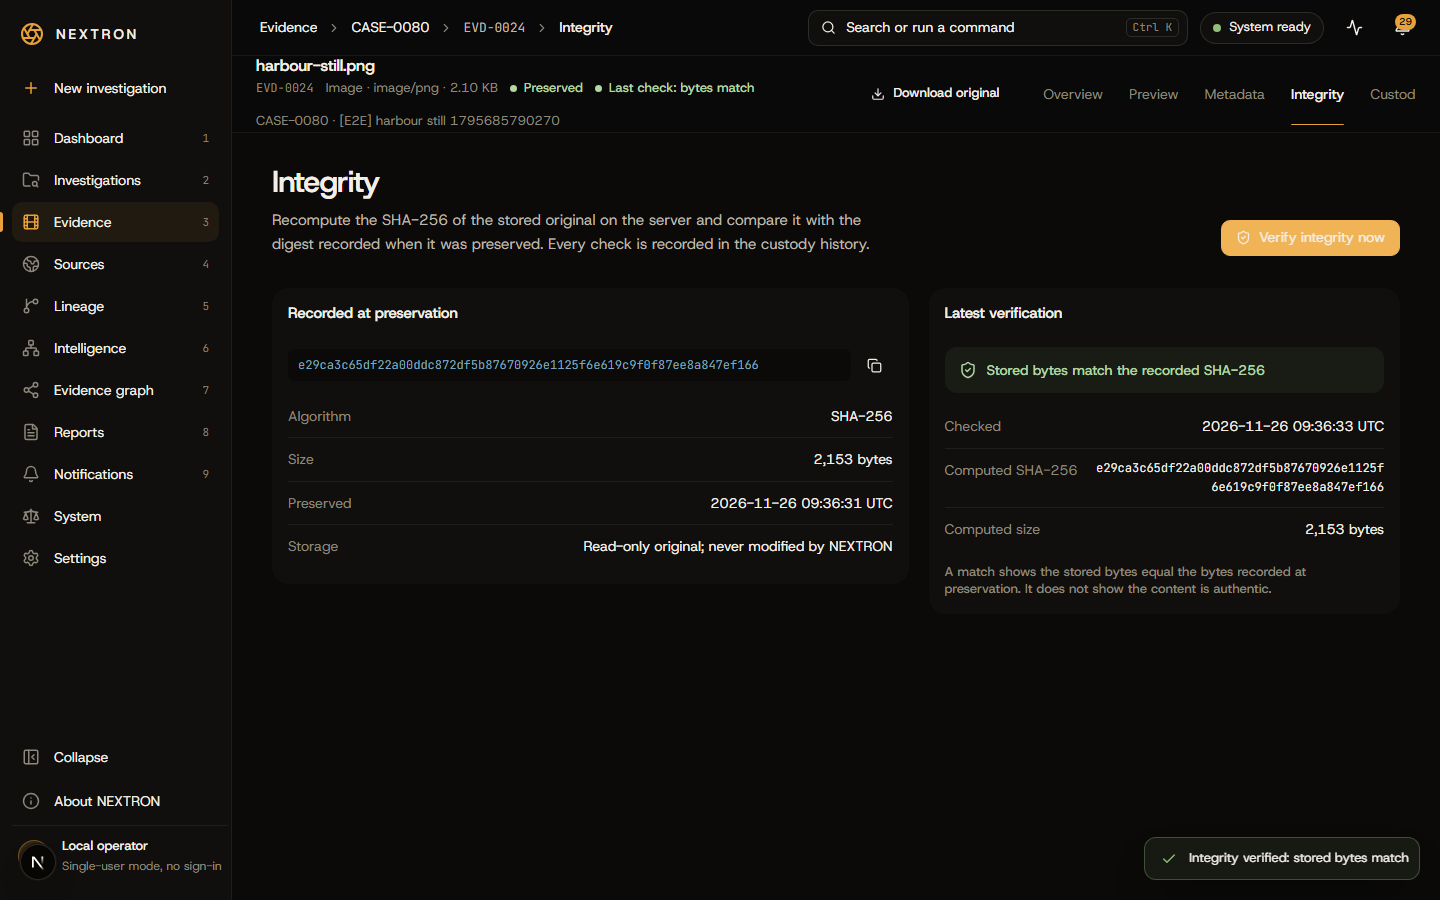 NEXTRON
New investigation
Dashboard 1
Investigations 2
Evidence 3
Sources 4
Lineage 5
Intelligence 6
Evidence graph 7
Reports 8
Notifications 9
System
Settings
Collapse
About NEXTRON
N
Local operator
Single-user mode, no sign-in
Evidence > CASE-0080 > EVD-0024 > Integrity
Search or run a command Ctrl K
System ready
29
harbour-still.png
EVD-0024 Image · image/png · 2.10 KB Preserved Last check: bytes match
CASE-0080 · [E2E] harbour still 1795685790270
Download original
Overview Preview Metadata Integrity Custod
Integrity
Recompute the SHA-256 of the stored original on the server and compare it with the
digest recorded when it was preserved. Every check is recorded in the custody history.
Verify integrity now
Recorded at preservation
e29ca3c65df22a00ddc872df5b87670926e1125f6e619c9f0f87ee8a847ef166
Algorithm SHA-256
Size 2,153 bytes
Preserved 2026-11-26 09:36:31 UTC
Storage Read-only original; never modified by NEXTRON
Latest verification
Stored bytes match the recorded SHA-256
Checked 2026-11-26 09:36:33 UTC
Computed SHA-256 e29ca3c65df22a00ddc872df5b87670926e1125f
6e619c9f0f87ee8a847ef166
Computed size 2,153 bytes
A match shows the stored bytes equal the bytes recorded at
preservation. It does not show the content is authentic.
Integrity verified: stored bytes match